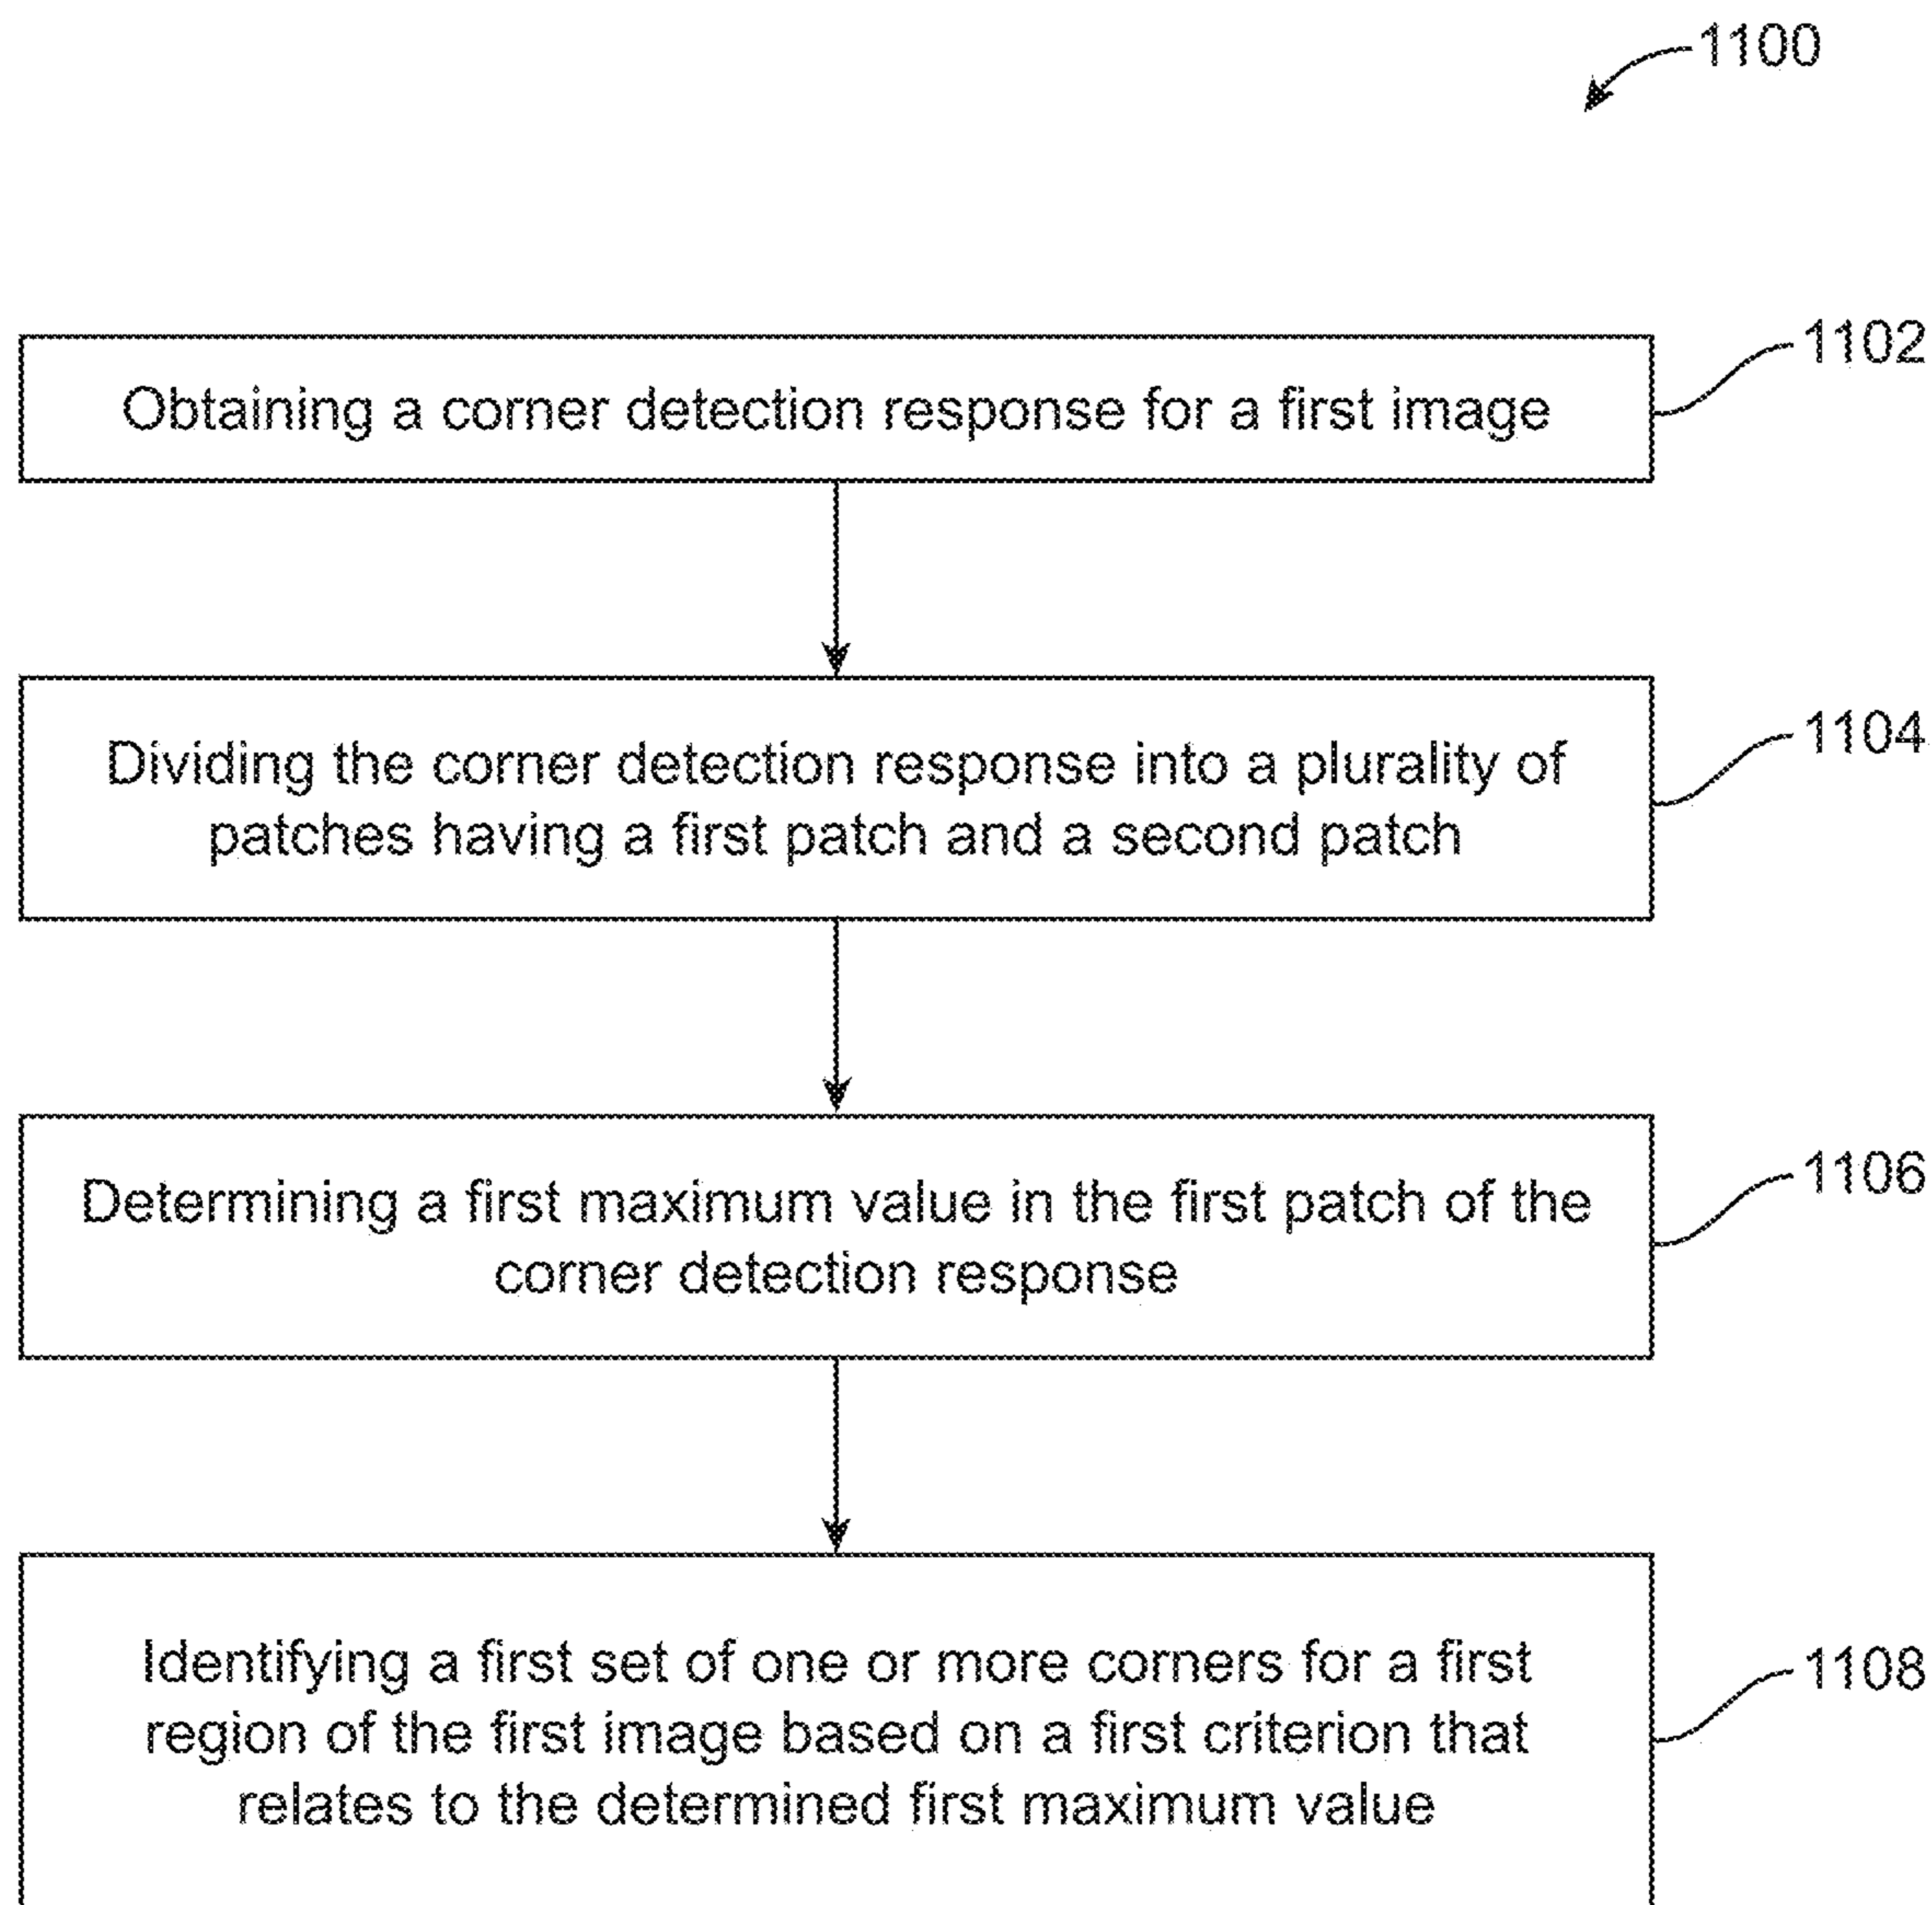 1100
Obtaining a corner detection response for a first image
1102
Dividing the corner detection response into a plurality of
patches having a first patch and a second patch
1104
Determining a first maximum value in the first patch of the
corner detection response
1106
Identifying a first set of one or more corners for a first
region of the first image based on a first criterion that
relates to the determined first maximum value
1108